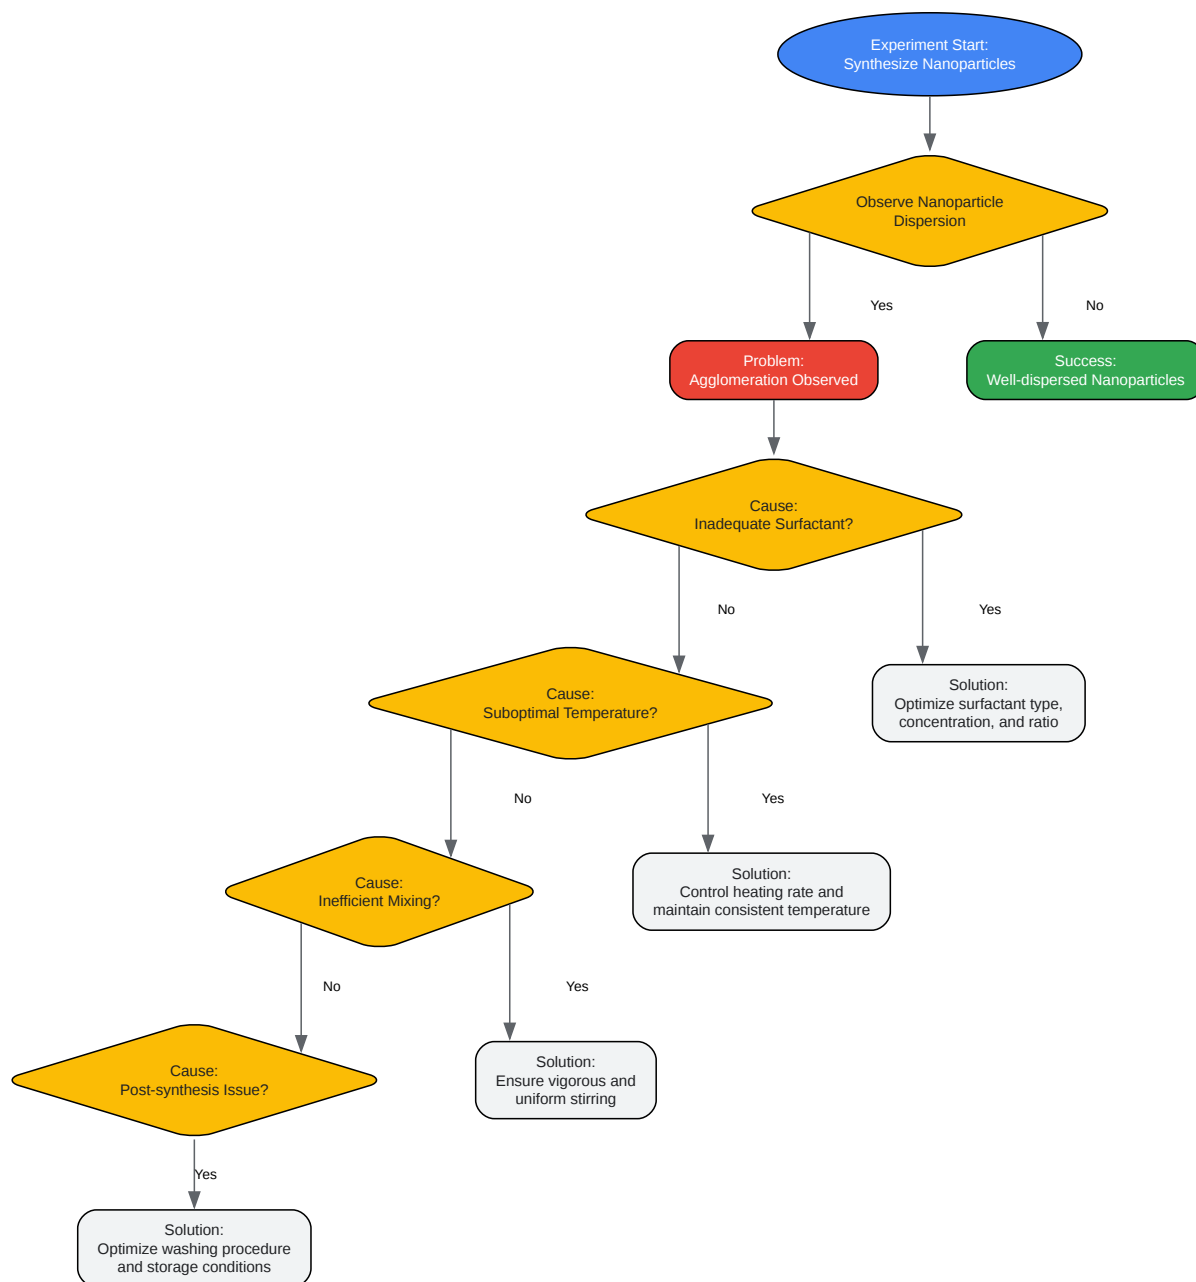 Experiment Start:
Synthesize Nanoparticles
Observe Nanoparticle
Dispersion
Yes
No
Problem:
Agglomeration Observed
Success:
Well-dispersed Nanoparticles
Cause:
Inadequate Surfactant?
No
Yes
Solution:
Optimize surfactant type,
concentration, and ratio
Cause:
Suboptimal Temperature?
No
Yes
Solution:
Control heating rate and
maintain consistent temperature
Cause:
Inefficient Mixing?
No
Yes
Solution:
Ensure vigorous and
uniform stirring
Cause:
Post-synthesis Issue?
Yes
Solution:
Optimize washing procedure
and storage conditions